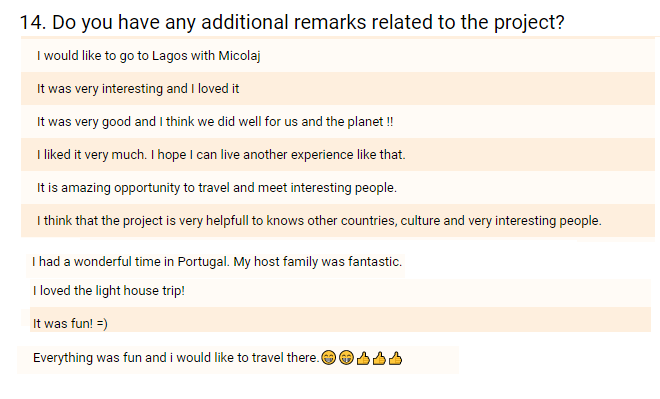 14. Do you have any additional remarks related to the project?
I would like to go to Lagos with Micolaj
It was very interesting and I loved it
It was very good and I think we did well for us and the planet !!
I liked it very much. I hope I can live another experience like that.
It is amazing opportunity to travel and meet interesting people.
I think that the project is very helpfull to knows other countries, culture and very interesting people.
I had a wonderful time in Portugal. My host family was fantastic.
I loved the light house trip!
It was fun! =)
Everything was fun and i would like to travel there.😁😁👍👍👍